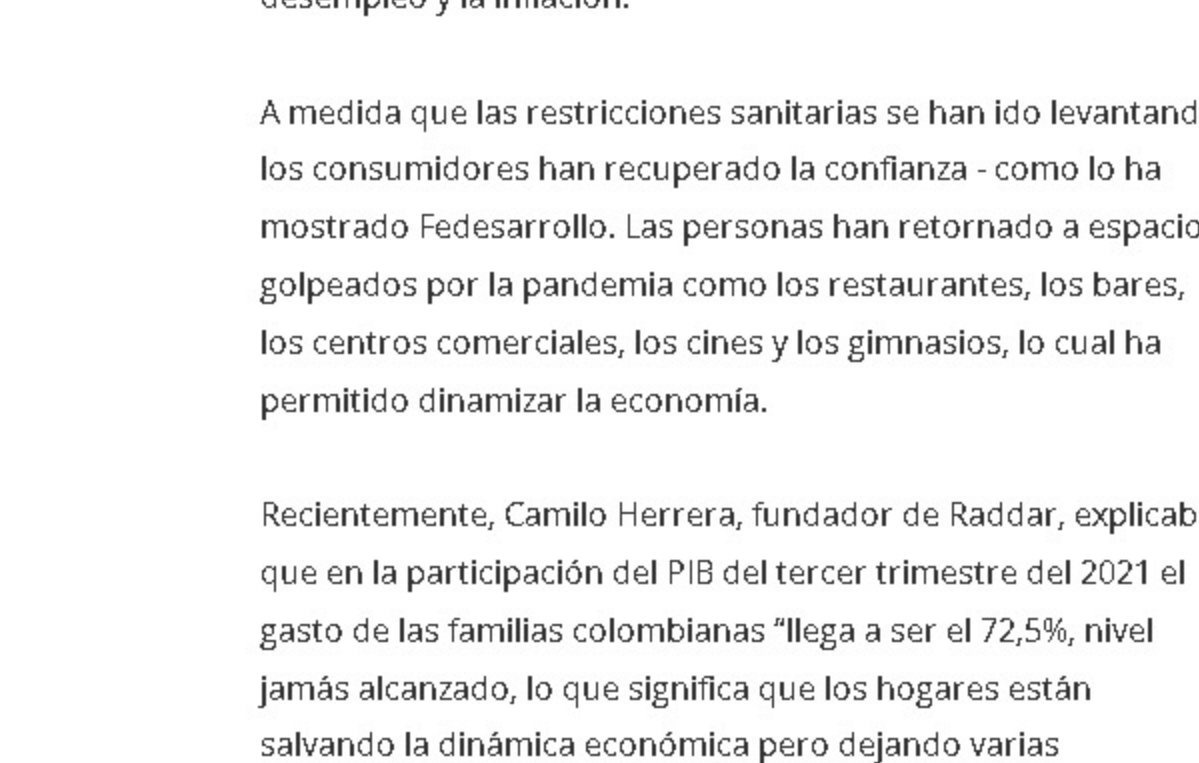 desempleo y la inflación.
A medida que las restricciones sanitarias se han ido levantand
los consumidores han recuperado la confianza - como lo ha
mostrado Fedesarrollo. Las personas han retornado a espacio
golpeados por la pandemia como los restaurantes, los bares,
los centros comerciales, los cines y los gimnasios, lo cual ha
permitido dinamizar la economía.
Recientemente, Camilo Herrera, fundador de Raddar, explicab
que en la participación del PIB del tercer trimestre del 2021 el
gasto de las familias colombianas “llega a ser el 72,5%, nivel
jamás alcanzado, lo que significa que los hogares están
salvando la dinámica económica pero dejando varias